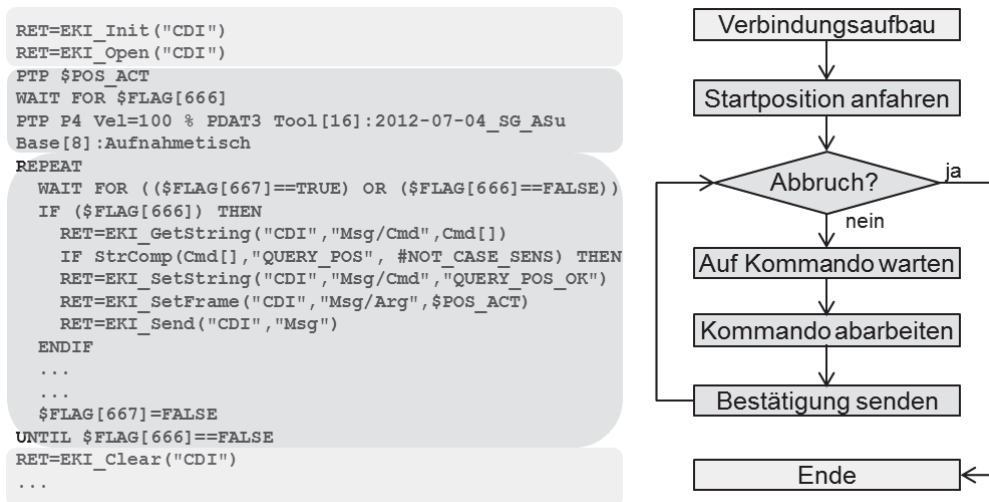 RET=EKI_Init("CDI")
RET=EKI_Open("CDI")
PTP $POS_ACT
WAIT FOR $FLAG[666]
PTP P4 Vel=100 % PDAT3 Tool[16]:2012-07-04_SG_ASu
Base[8]:Aufnahmetisch
REPEAT
WAIT FOR (($FLAG[667]==TRUE) OR ($FLAG[666]==FALSE))
IF ($FLAG[666]) THEN
RET=EKI_GetString("CDI","Msg/Cmd",Cmd[])
IF StrComp(Cmd[],"QUERY_POS", #NOT_CASE_SENS) THEN
RET=EKI_SetString("CDI","Msg/Cmd","QUERY_POS_OK")
RET=EKI_SetFrame("CDI","Msg/Arg",$POS_ACT)
RET=EKI_Send("CDI","Msg")
ENDIF
...
...
$FLAG[667]=FALSE
UNTIL $FLAG[666]==FALSE
RET=EKI_Clear("CDI")
...
Verbindungsaufbau
Startposition anfahren
Abbruch?
ja
nein
Auf Kommando warten
Kommando abarbeiten
Bestätigung senden
Ende